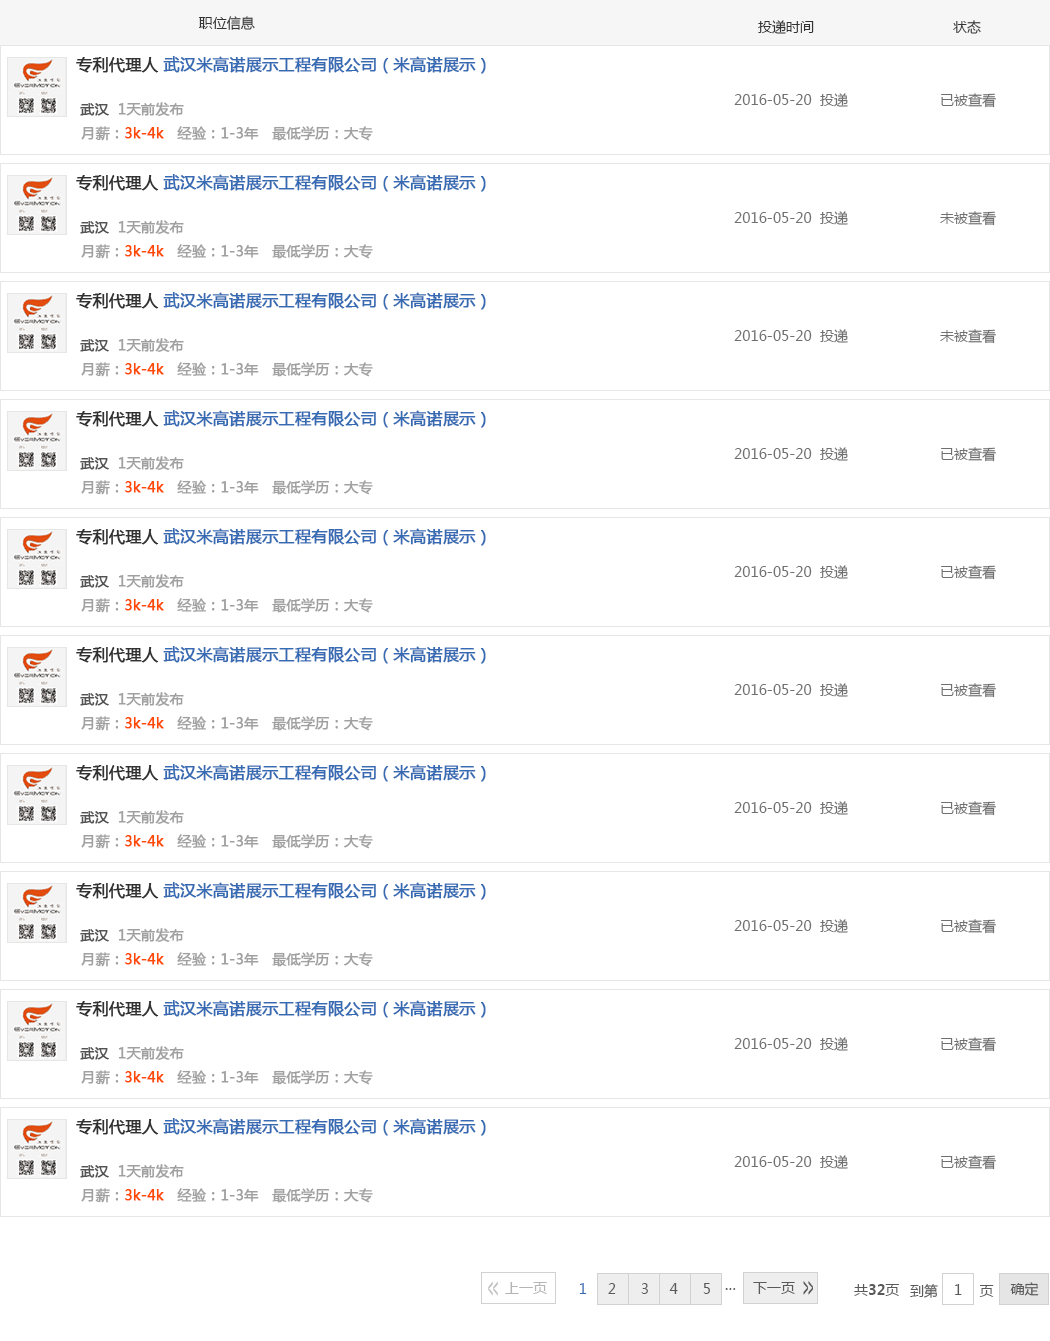 职位信息 投递时间 状态
专利代理人 武汉米高诺展示工程有限公司（米高诺展示）
武汉 1天前发布
月薪：3k-4k 经验：1-3年 最低学历：大专
2016-05-20 投递 已被查看
专利代理人 武汉米高诺展示工程有限公司（米高诺展示）
武汉 1天前发布
月薪：3k-4k 经验：1-3年 最低学历：大专
2016-05-20 投递 未被查看
专利代理人 武汉米高诺展示工程有限公司（米高诺展示）
武汉 1天前发布
月薪：3k-4k 经验：1-3年 最低学历：大专
2016-05-20 投递 未被查看
专利代理人 武汉米高诺展示工程有限公司（米高诺展示）
武汉 1天前发布
月薪：3k-4k 经验：1-3年 最低学历：大专
2016-05-20 投递 已被查看
专利代理人 武汉米高诺展示工程有限公司（米高诺展示）
武汉 1天前发布
月薪：3k-4k 经验：1-3年 最低学历：大专
2016-05-20 投递 已被查看
专利代理人 武汉米高诺展示工程有限公司（米高诺展示）
武汉 1天前发布
月薪：3k-4k 经验：1-3年 最低学历：大专
2016-05-20 投递 已被查看
专利代理人 武汉米高诺展示工程有限公司（米高诺展示）
武汉 1天前发布
月薪：3k-4k 经验：1-3年 最低学历：大专
2016-05-20 投递 已被查看
专利代理人 武汉米高诺展示工程有限公司（米高诺展示）
武汉 1天前发布
月薪：3k-4k 经验：1-3年 最低学历：大专
2016-05-20 投递 已被查看
专利代理人 武汉米高诺展示工程有限公司（米高诺展示）
武汉 1天前发布
月薪：3k-4k 经验：1-3年 最低学历：大专
2016-05-20 投递 已被查看
专利代理人 武汉米高诺展示工程有限公司（米高诺展示）
武汉 1天前发布
月薪：3k-4k 经验：1-3年 最低学历：大专
2016-05-20 投递 已被查看
« 上一页 1 2 3 4 5 ... 下一页 » 共32页 到第 1 页 确定